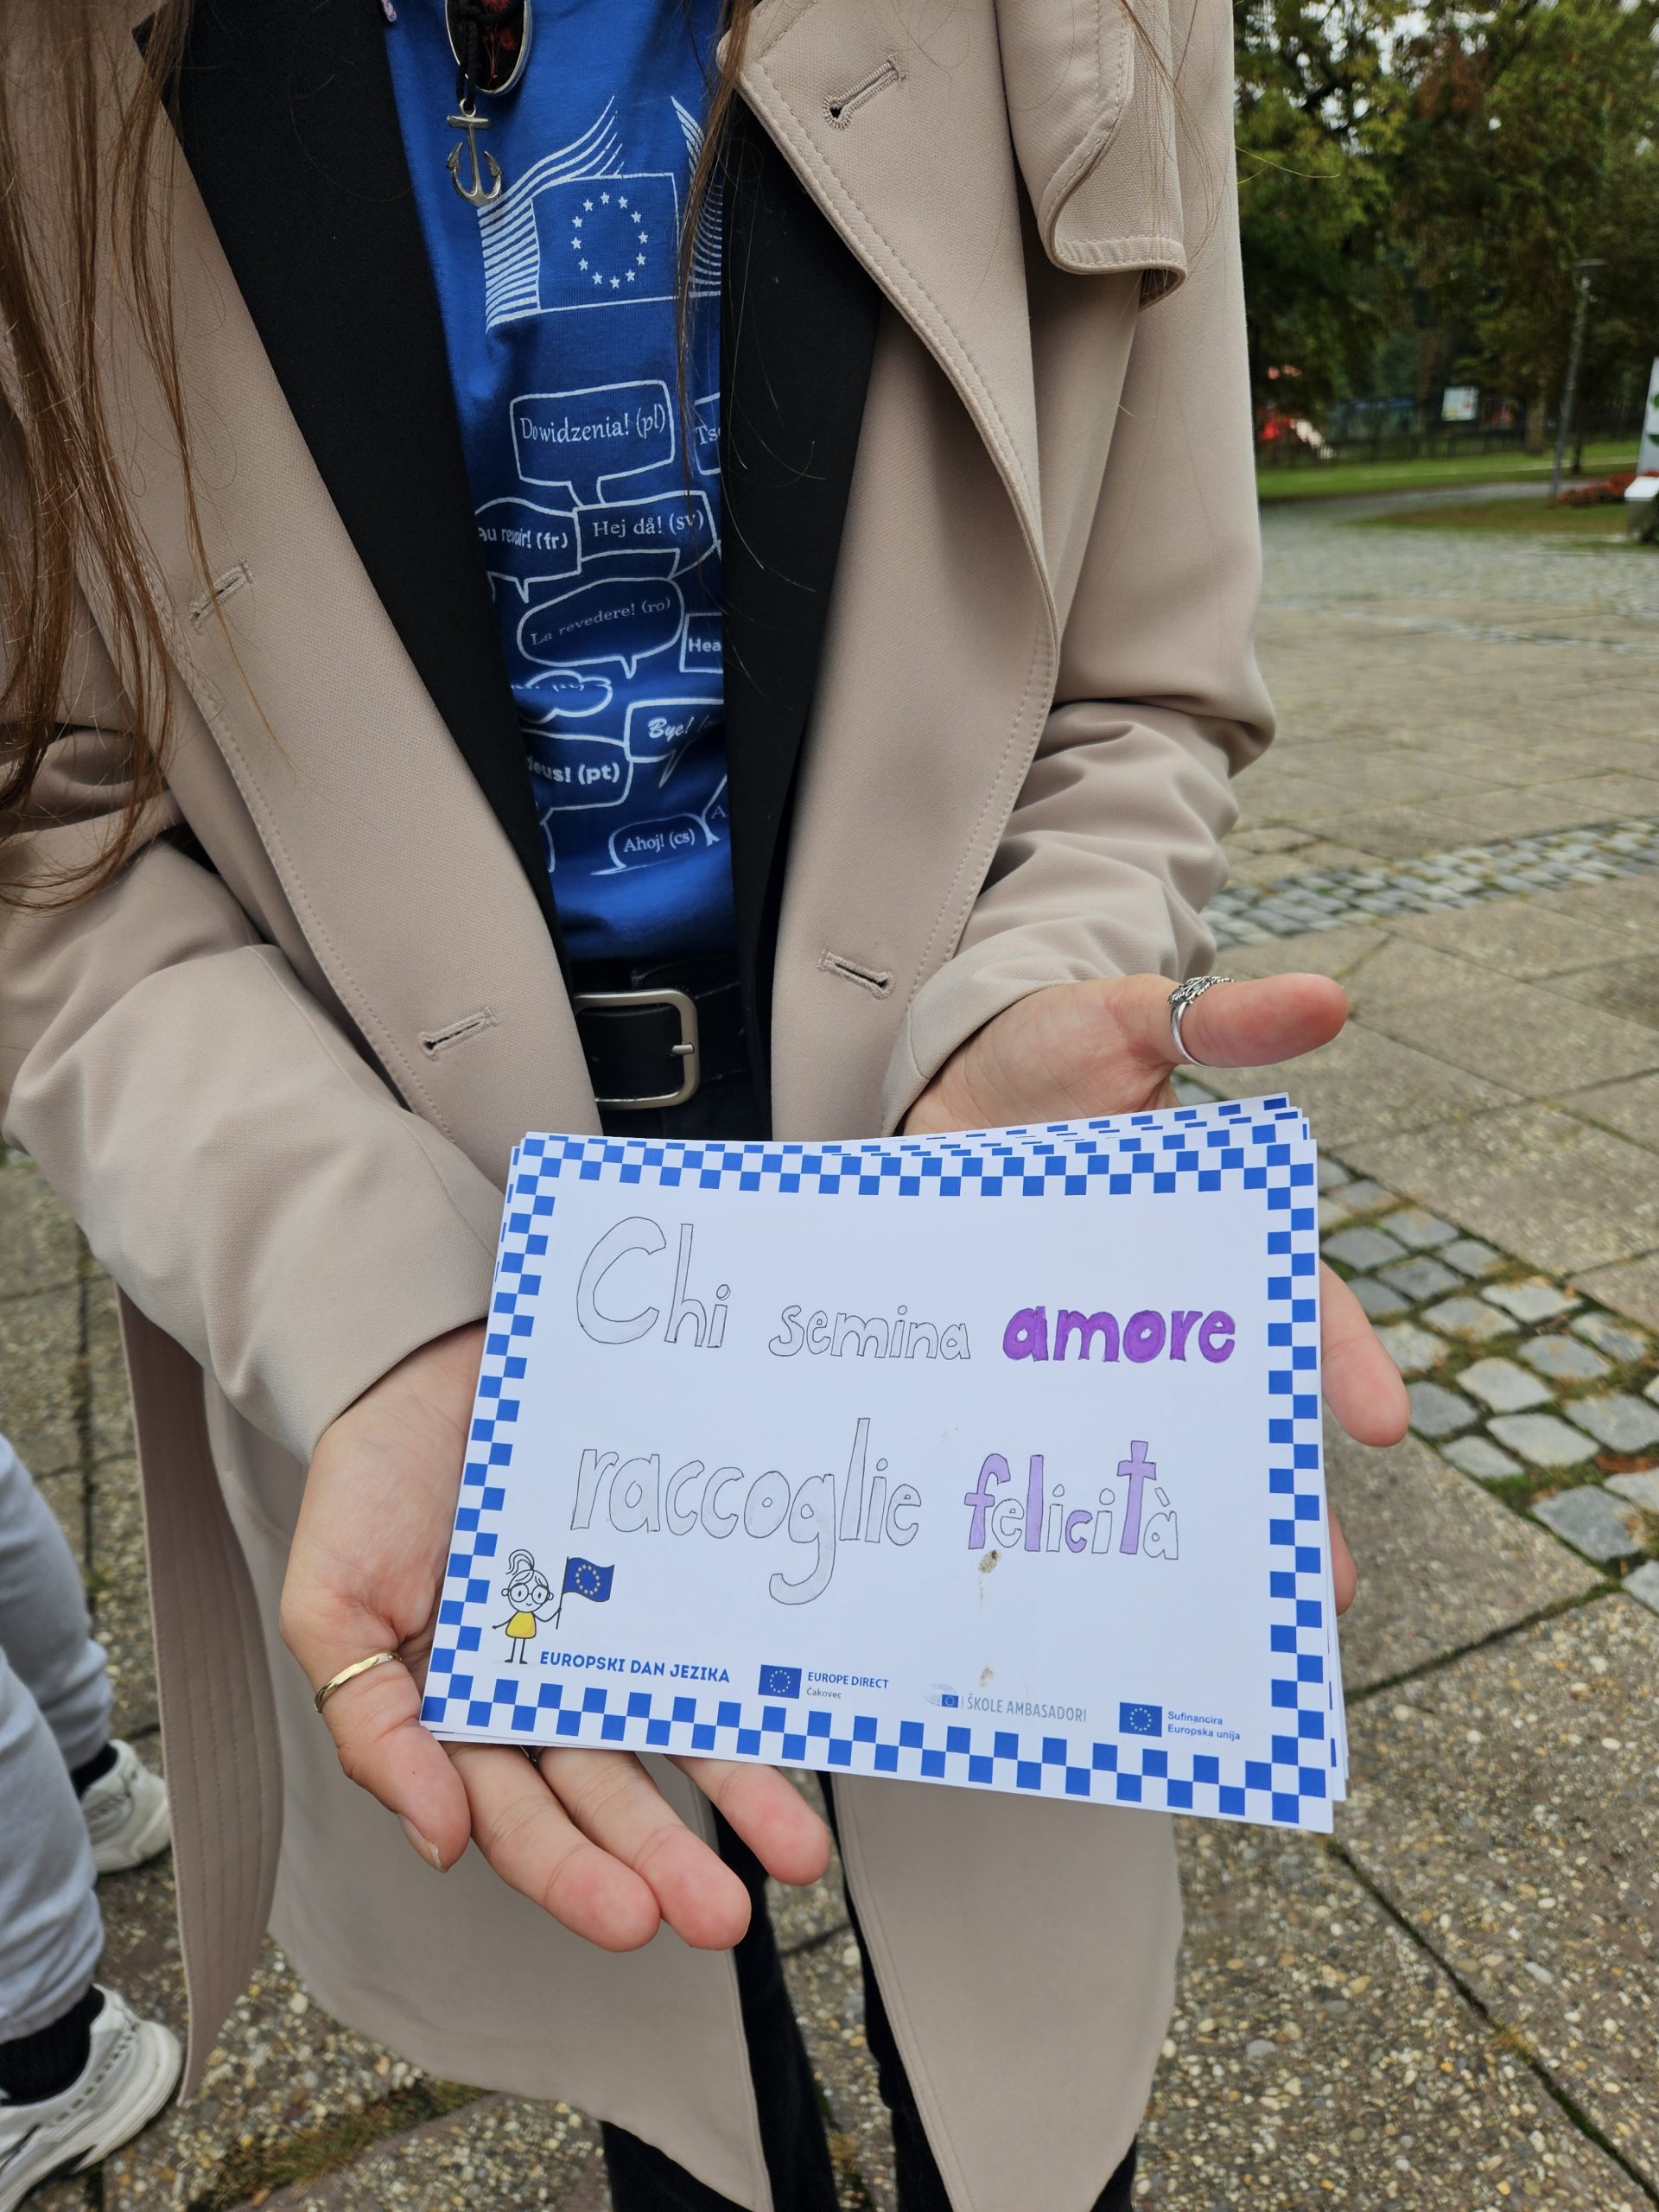 Dowidzenia! (pl)
Hej då! (sv)
La revedere! (ro)
(pt)
Ahoj! (cs)
Chi semina amore
raccoglie felicità
EUROPSKI DAN JEZIKA
EUROPE DIRECT
Čakovec
ŠKOLE AMBASADORI
Sufinancira
Europska unija